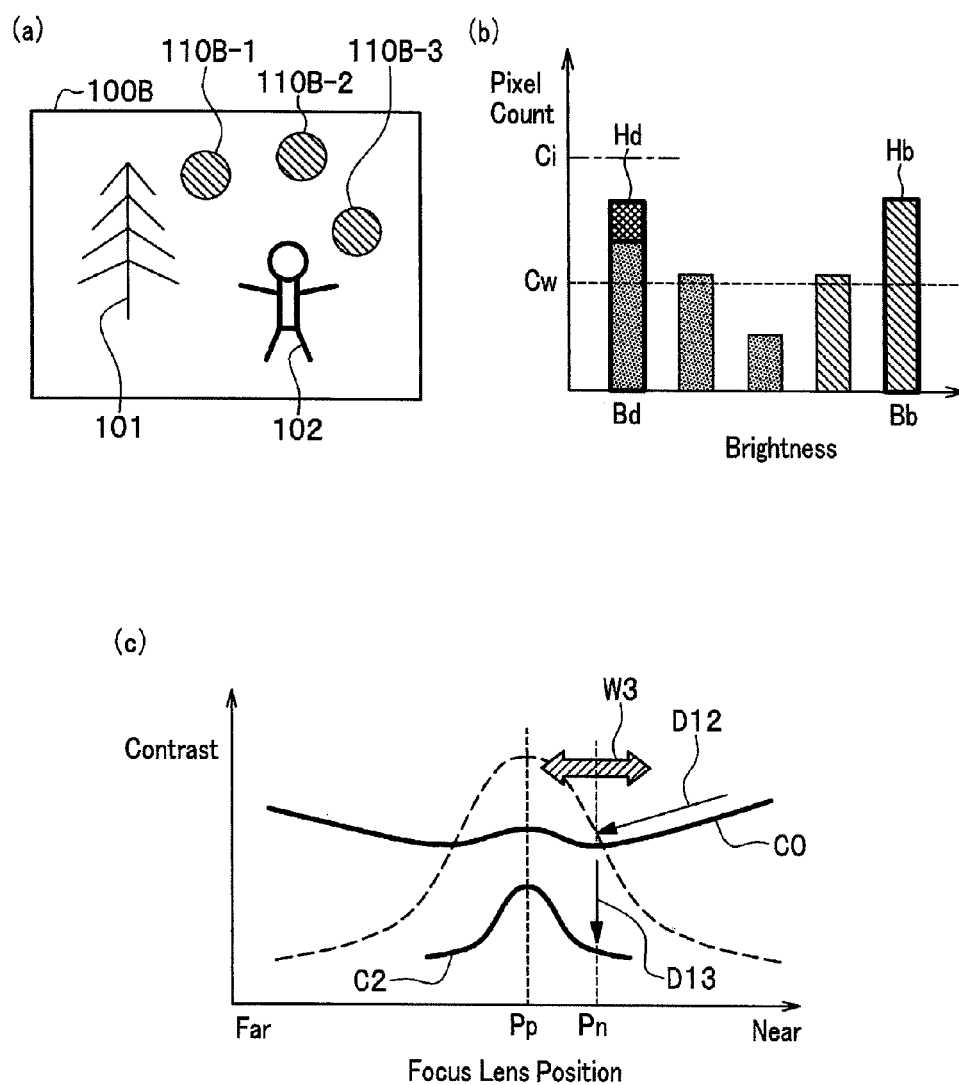 (a)
110B-1
110B-2
110B-3
100B
101
102
(b)
Pixel
Count
Ci
Hd
Hb
Cw
Bd
Bb
Brightness
(c)
W3
D12
Contrast
C0
C2
D13
Far
Pp
Pn
Near
Focus Lens Position